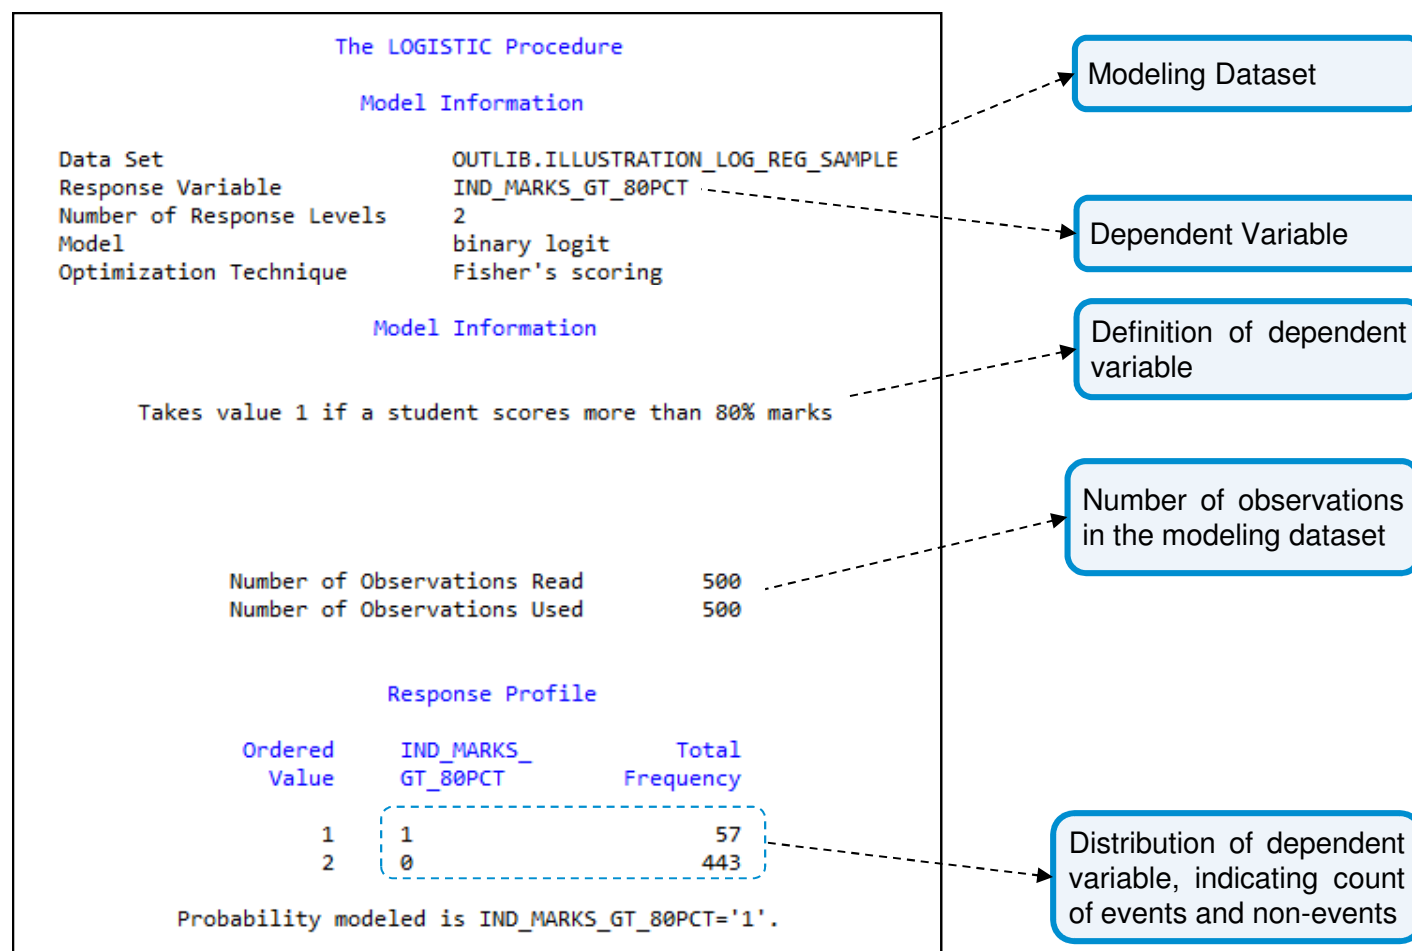 The LOGISTIC Procedure
Model Information
Data Set OUTLIB.ILLUSTRATION_LOG_REG_SAMPLE
Response Variable IND_MARKS_GT_80PCT
Number of Response Levels 2
Model binary logit
Optimization Technique Fisher's scoring
Model Information
Takes value 1 if a student scores more than 80% marks
Number of Observations Read 500
Number of Observations Used 500
Response Profile
Ordered IND_MARKS_ Total
Value GT_80PCT Frequency
1 1 57
2 0 443
Probability modeled is IND_MARKS_GT_80PCT='1'.
Modeling Dataset
Dependent Variable
Definition of dependent
variable
Number of observations
in the modeling dataset
Distribution of dependent
variable, indicating count
of events and non-events